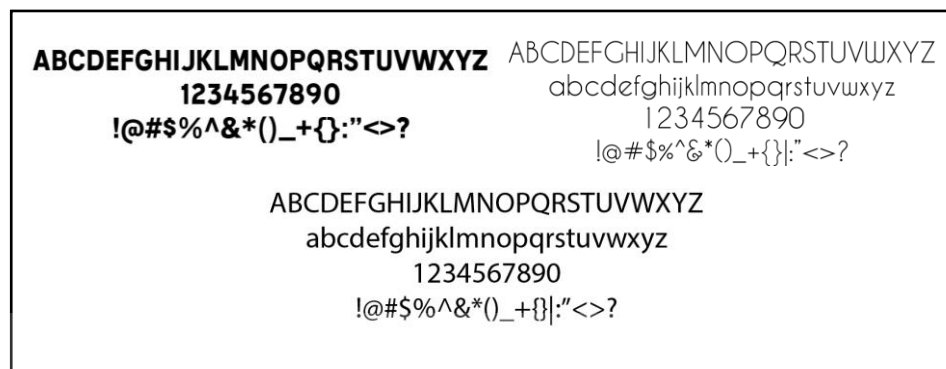 ABCDEFGHIJKLMNOPQRSTUVWXYZ
1234567890
!@#$%^&*()_+{}:"<>?
ABCDEFGHIJKLMNOPQRSTUVWXYZ
abcdefghijklmnopqrstuvwxyz
1234567890
!@#$%^&*()_+{}|:"<>?
ABCDEFGHIJKLMNOPQRSTUVWXYZ
abcdefghijklmnopqrstuvwxyz
1234567890
!@#$%^&*()_+{}|:"<>?